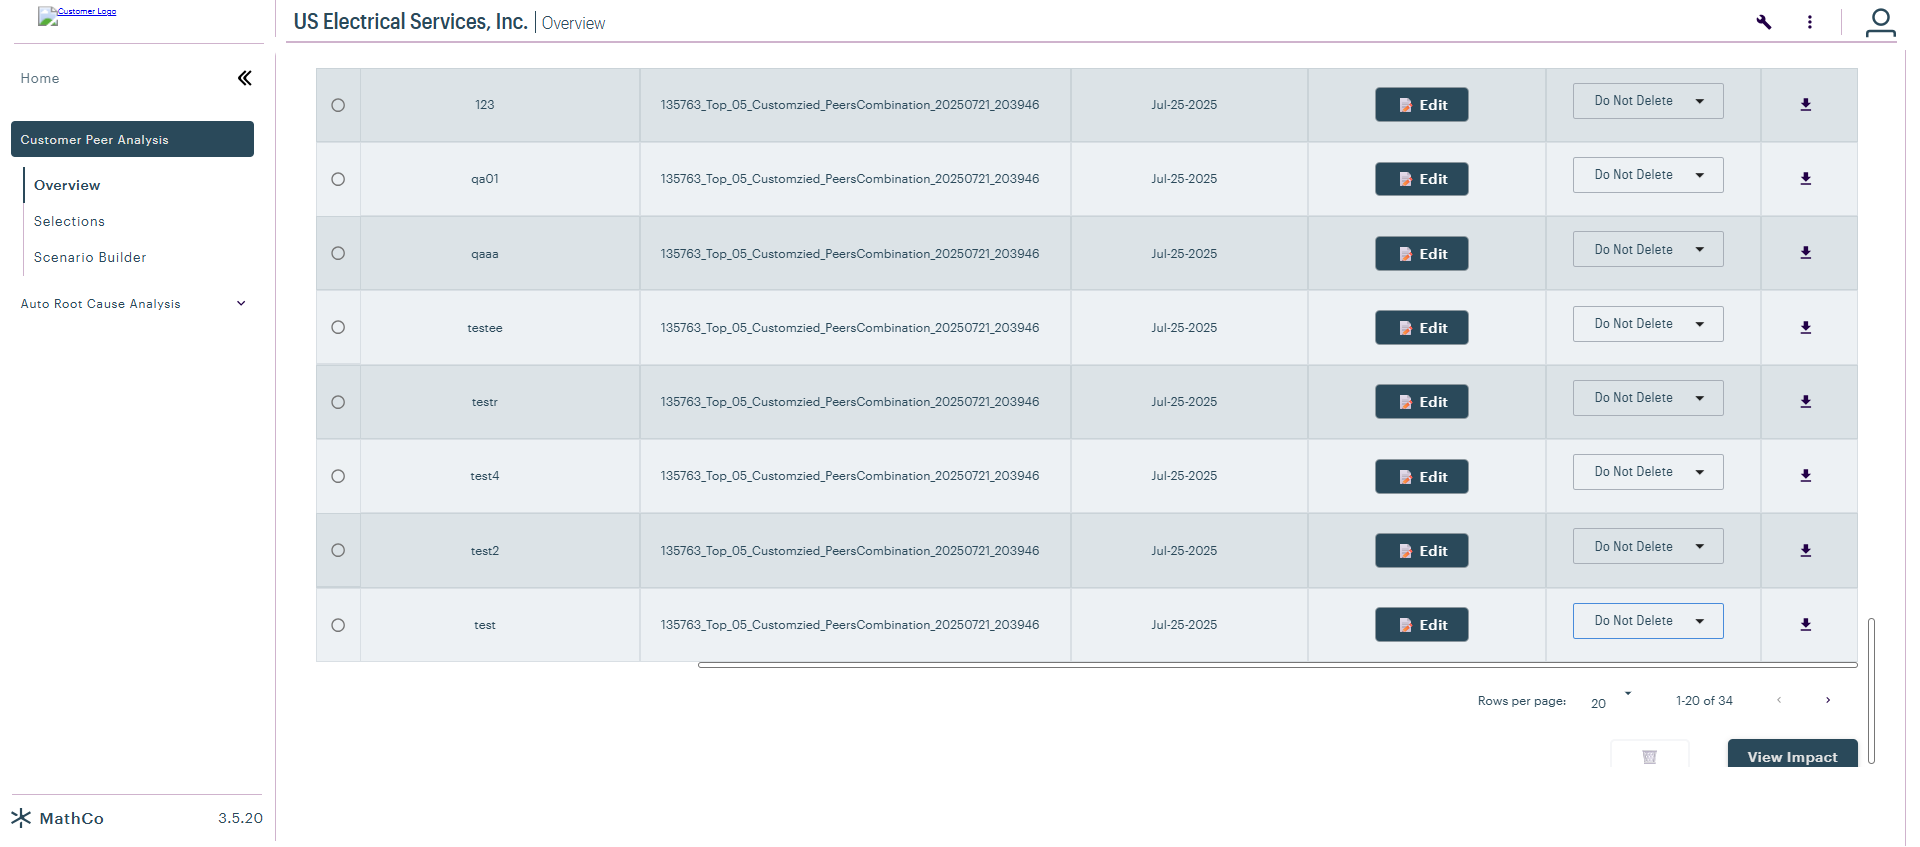 Customer Logo
US Electrical Services, Inc. Overview
Home
Customer Peer Analysis
Overview
Selections
Scenario Builder
Auto Root Cause Analysis
123 135763_Top_05_Customzied_PeersCombination_20250721_203946 Jul-25-2025 Edit Do Not Delete
qa01 135763_Top_05_Customzied_PeersCombination_20250721_203946 Jul-25-2025 Edit Do Not Delete
qaaa 135763_Top_05_Customzied_PeersCombination_20250721_203946 Jul-25-2025 Edit Do Not Delete
testee 135763_Top_05_Customzied_PeersCombination_20250721_203946 Jul-25-2025 Edit Do Not Delete
testr 135763_Top_05_Customzied_PeersCombination_20250721_203946 Jul-25-2025 Edit Do Not Delete
test4 135763_Top_05_Customzied_PeersCombination_20250721_203946 Jul-25-2025 Edit Do Not Delete
test2 135763_Top_05_Customzied_PeersCombination_20250721_203946 Jul-25-2025 Edit Do Not Delete
test 135763_Top_05_Customzied_PeersCombination_20250721_203946 Jul-25-2025 Edit Do Not Delete
Rows per page: 20 1-20 of 34
View Impact
MathCo 3.5.20